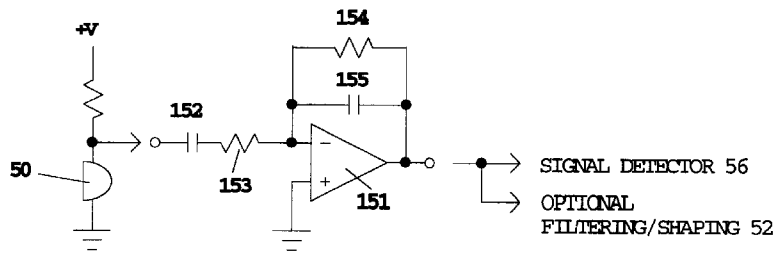 154
+V
155
152
50
153
−
+
151
SIGNAL DETECTOR 56
OPTIONAL
FILTERING/SHAPING 52